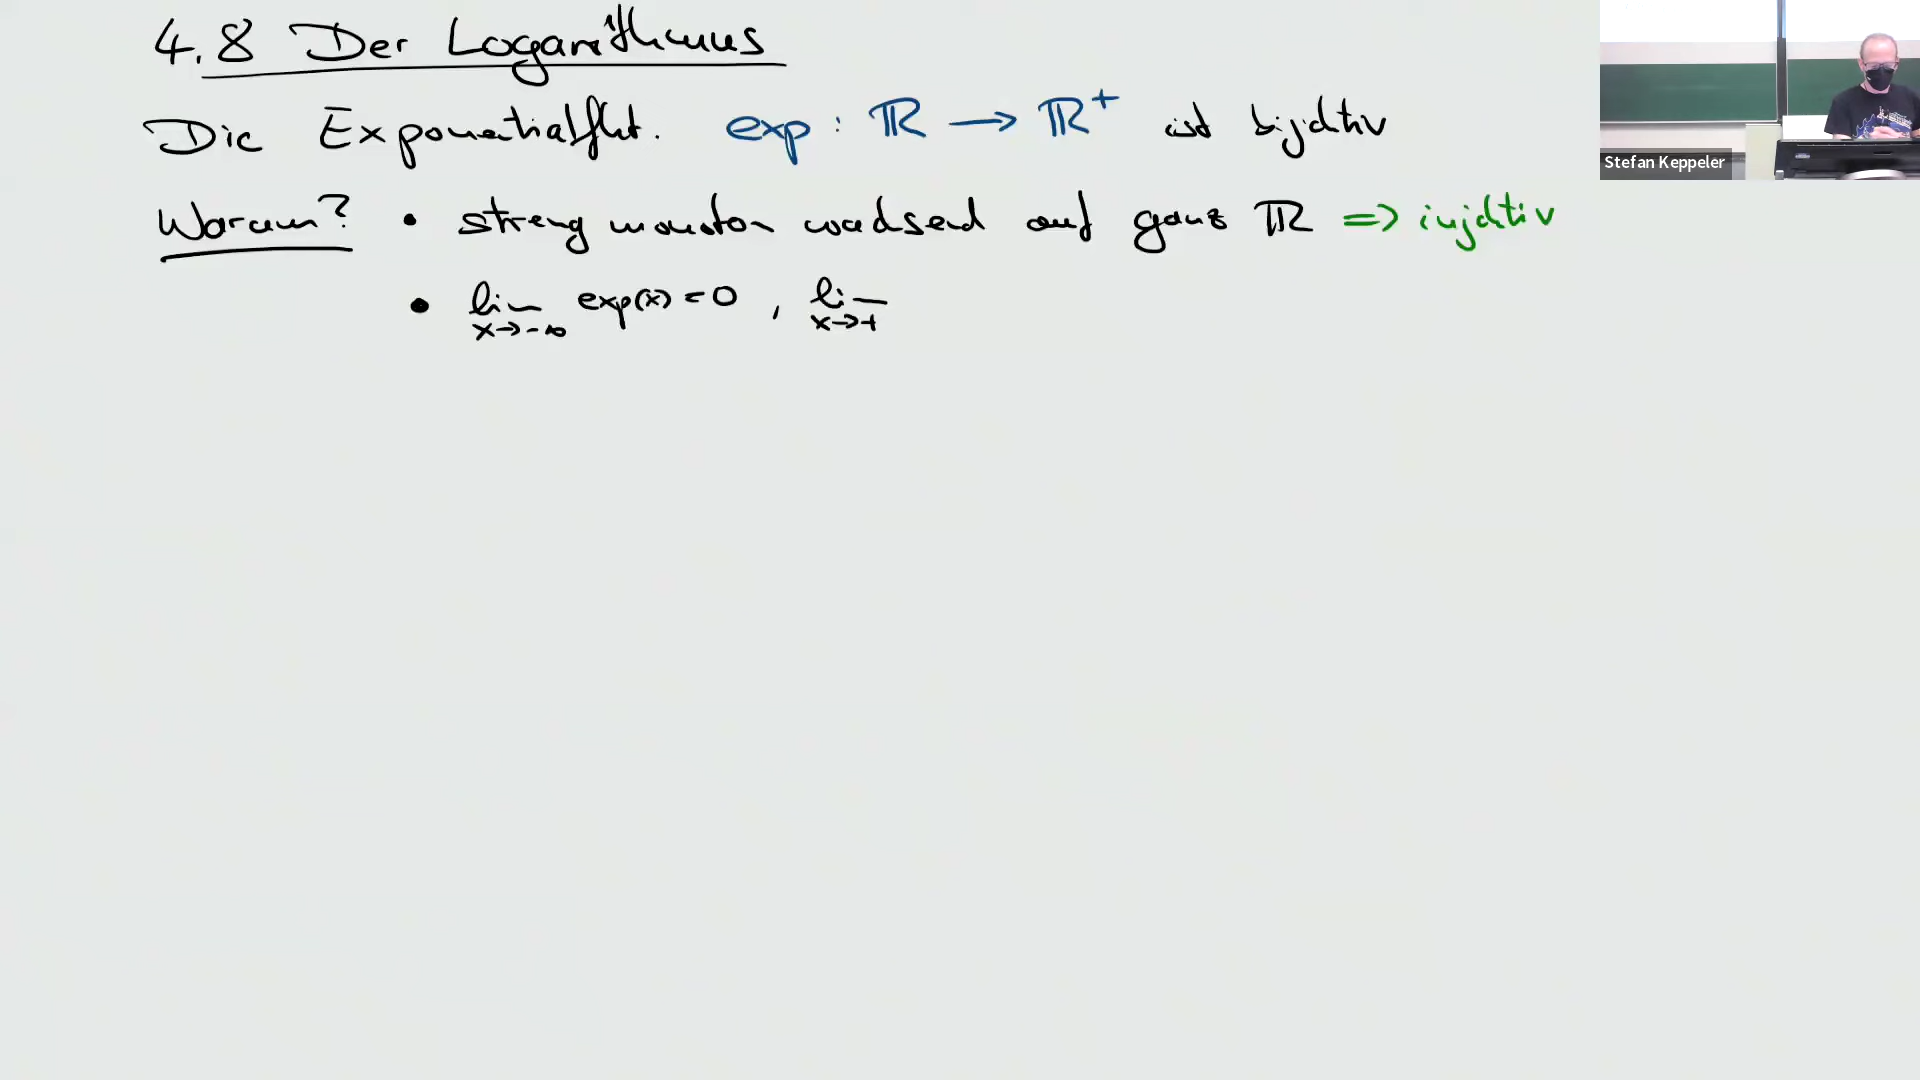 4.8 Der Logarithmus
Die Exponentialfkt. exp : ℝ → ℝ⁺ ist bijektiv
Warum? • streng monoton wachsend auf ganz ℝ => injektiv
• lim x→-∞ exp(x) = 0 , lim x→+
Stefan Keppeler